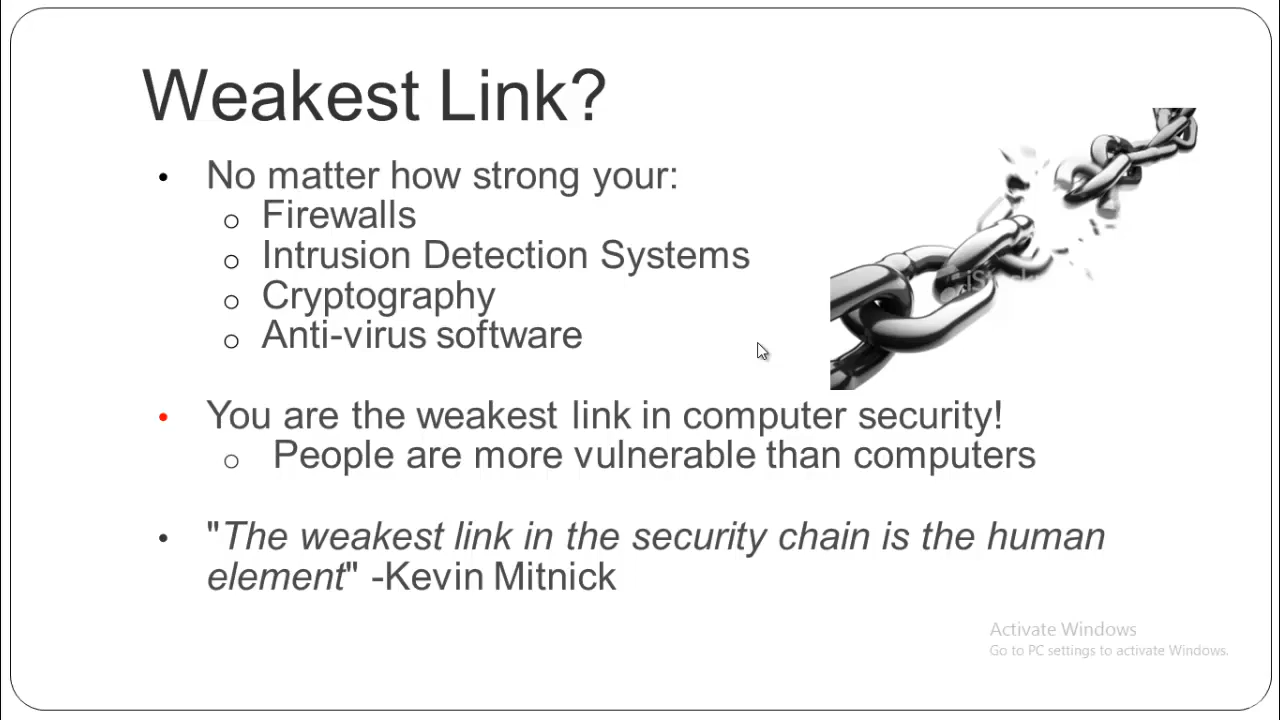 Weakest Link?
• No matter how strong your:
o Firewalls
o Intrusion Detection Systems
o Cryptography
o Anti-virus software
• You are the weakest link in computer security!
o People are more vulnerable than computers
• "The weakest link in the security chain is the human
element" -Kevin Mitnick
Activate Windows
Go to PC settings to activate Windows.